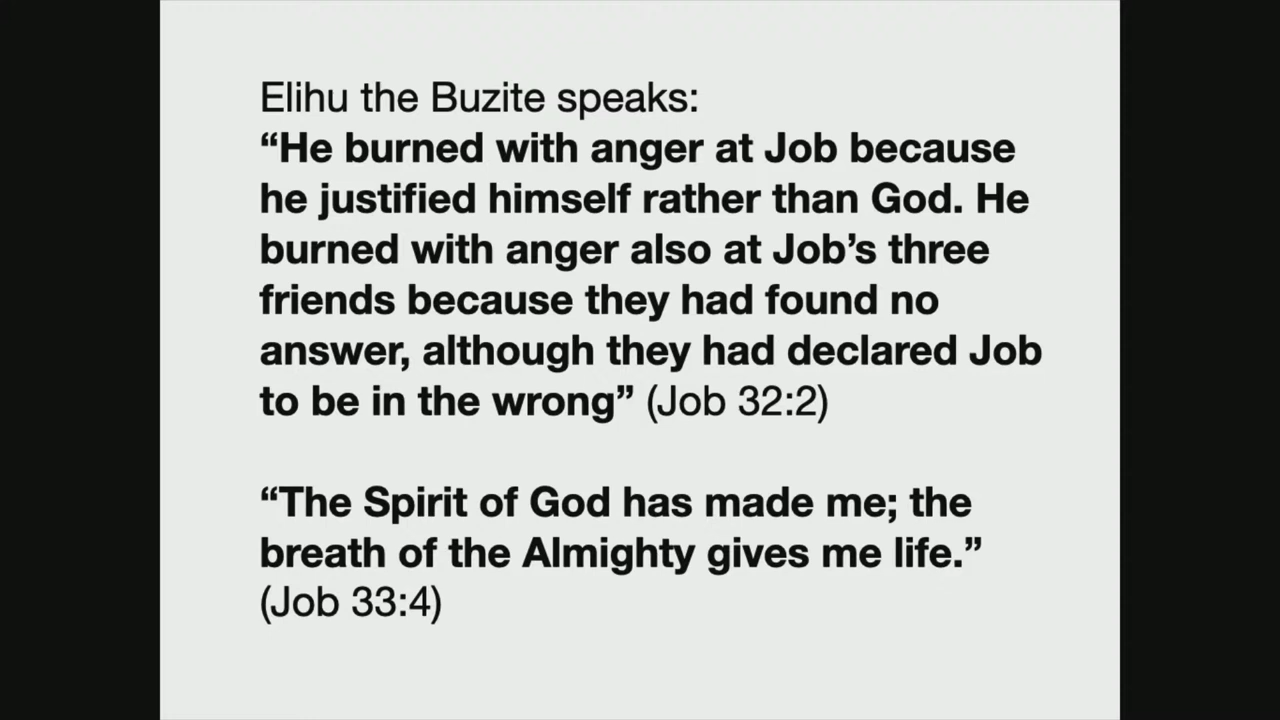 Elihu the Buzite speaks:
“He burned with anger at Job because
he justified himself rather than God. He
burned with anger also at Job’s three
friends because they had found no
answer, although they had declared Job
to be in the wrong” (Job 32:2)
“The Spirit of God has made me; the
breath of the Almighty gives me life.”
(Job 33:4)